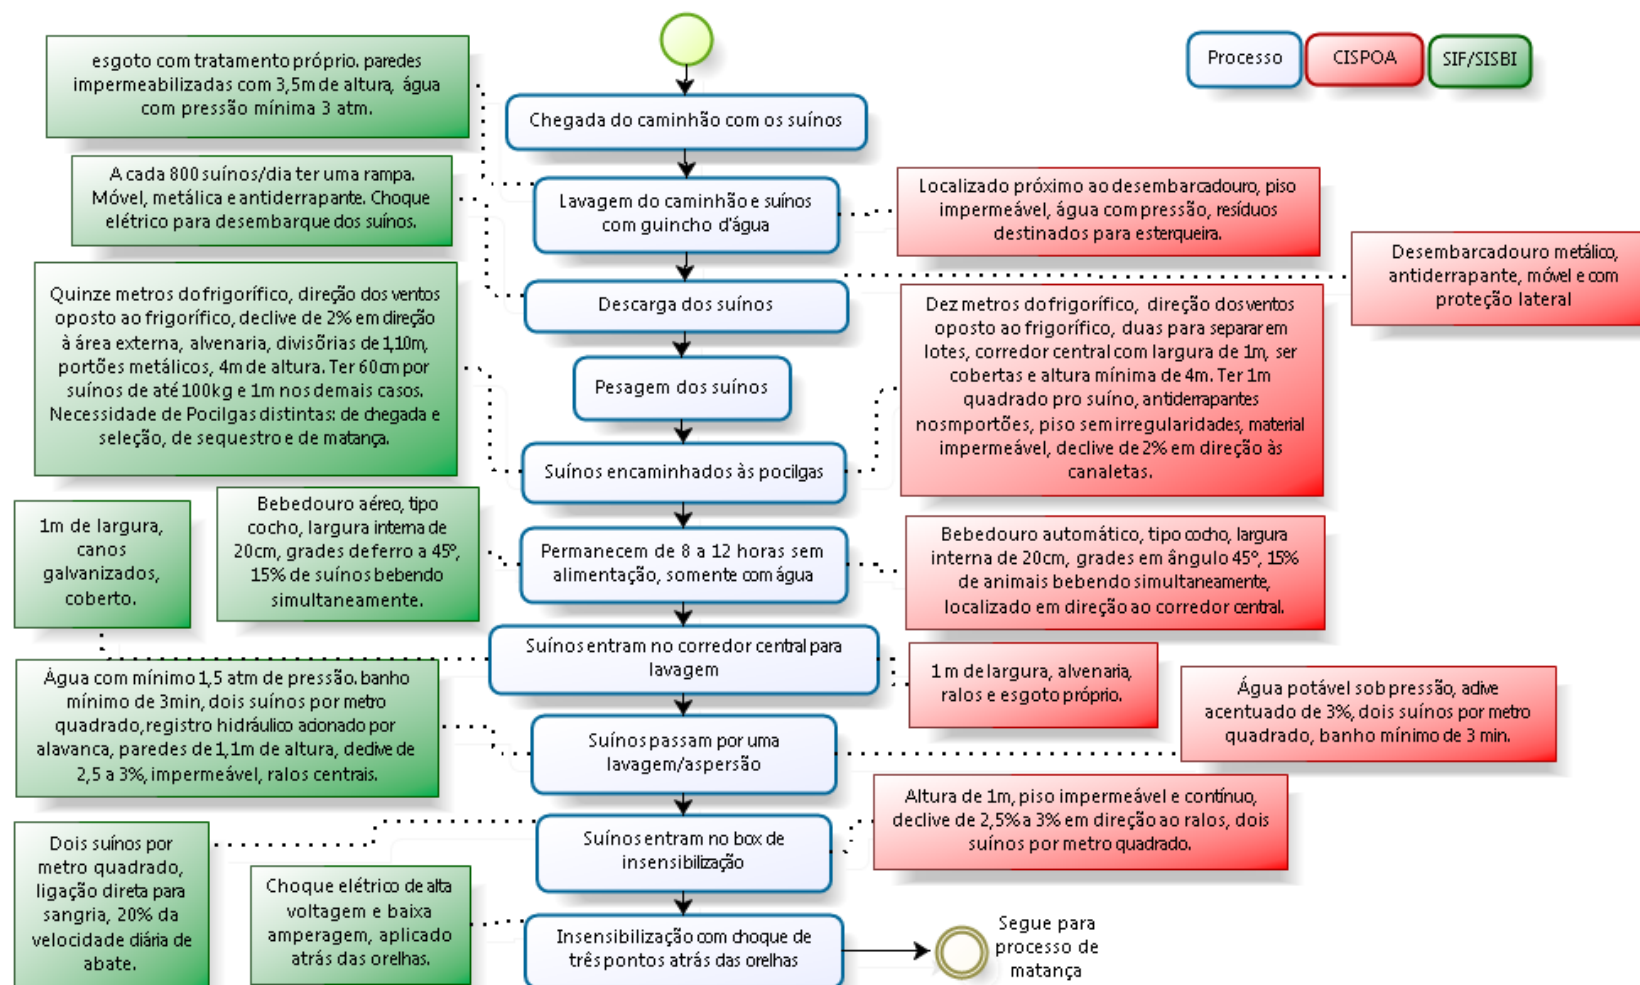 Processo
CISPOA
SIF/SISBI
esgoto com tratamento próprio. paredes
impermeabilizadas com 3,5m de altura, água
com pressão mínima 3 atm.
Chegada do caminhão com os suínos
A cada 800 suínos/dia ter uma rampa.
Móvel, metálica e antiderrapante. Choque
elétrico para desembarque dos suínos.
Lavagem do caminhão e suínos
com guincho d'água
Localizado próximo ao desembarcadouro, piso
impermeável, água com pressão, resíduos
destinados para esterqueira.
Desembarcadouro metálico,
antiderrapante, móvel e com
proteção lateral
Descarga dos suínos
Quinze metros do frigorífico, direção dos ventos
oposto ao frigorífico, declive de 2% em direção
à área externa, alvenaria, divisórias de 1,10m,
portões metálicos, 4m de altura. Ter 60cm por
suínos de até 100kg e 1m nos demais casos.
Necessidade de Pocilgas distintas: de chegada e
seleção, de sequestro e de matança.
Dez metros do frigorífico, direção dos ventos
oposto ao frigorífico, duas para separar em
lotes, corredor central com largura de 1m, ser
cobertas e altura mínima de 4m. Ter 1m
quadrado pro suíno, antiderrapantes
nosmportões, piso sem irregularidades, material
impermeável, declive de 2% em direção às
canaletas.
Pesagem dos suínos
Suínos encaminhados às pocilgas
1m de largura,
canos
galvanizados,
coberto.
Bebedouro aéreo, tipo
cocho, largura interna de
20cm, grades de ferro a 45º,
15% de suínos bebendo
simultaneamente.
Permanecem de 8 a 12 horas sem
alimentação, somente com água
Bebedouro automático, tipo cocho, largura
interna de 20cm, grades em ângulo 45º, 15%
de animais bebendo simultaneamente,
localizado em direção ao corredor central.
Suínos entram no corredor central para
lavagem
1 m de largura, alvenaria,
ralos e esgoto próprio.
Água com mínimo 1,5 atm de pressão. banho
mínimo de 3min, dois suínos por metro
quadrado, registro hidráulico acionado por
alavanca, paredes de 1,1m de altura, declive de
2,5 a 3%, impermeável, ralos centrais.
Suínos passam por uma
lavagem/aspersão
Água potável sob pressão, aclive
acentuado de 3%, dois suínos por metro
quadrado, banho mínimo de 3 min.
Dois suínos por
metro quadrado,
ligação direta para
sangria, 20% da
velocidade diária de
abate.
Suínos entram no box de
insensibilização
Altura de 1m, piso impermeável e contínuo,
declive de 2,5% a 3% em direção ao ralos, dois
suínos por metro quadrado.
Choque elétrico de alta
voltagem e baixa
amperagem, aplicado
atrás das orelhas.
Insensibilização com choque de
três pontos atrás das orelhas
Segue para
processo de
matança